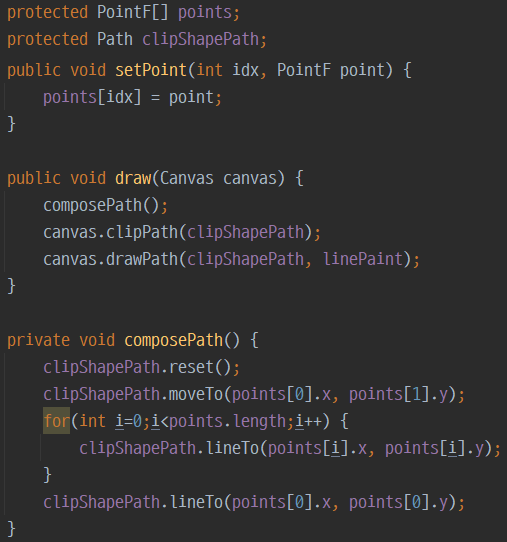 protected PointF[] points;
protected Path clipShapePath;
public void setPoint(int idx, PointF point) {
points[idx] = point;
}
public void draw(Canvas canvas) {
composePath();
canvas.clipPath(clipShapePath);
canvas.drawPath(clipShapePath, linePaint);
}
private void composePath() {
clipShapePath.reset();
clipShapePath.moveTo(points[0].x, points[1].y);
for(int i=0;i<points.length;i++) {
clipShapePath.lineTo(points[i].x, points[i].y);
}
clipShapePath.lineTo(points[0].x, points[0].y);
}